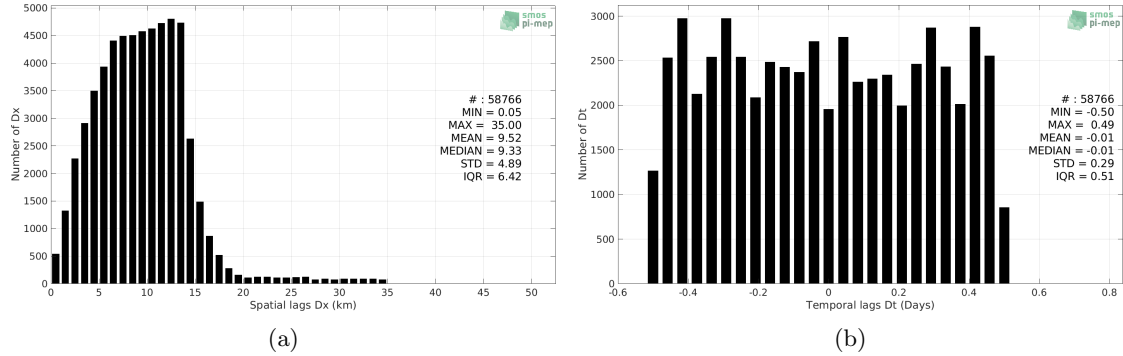 5000
4500
4000
3500
3000
2500
2000
1500
1000
500
0
Number of Dx
smos
pi-mep
# : 58766
MIN = 0.05
MAX = 35.00
MEAN = 9.52
MEDIAN = 9.33
STD = 4.89
IQR = 6.42
0 5 10 15 20 25 30 35 40 45 50
Spatial lags Dx (km)
(a)
3000
2500
2000
1500
1000
500
0
Number of Dt
smos
pi-mep
# : 58766
MIN = -0.50
MAX = 0.49
MEAN = -0.01
MEDIAN = -0.01
STD = 0.29
IQR = 0.51
-0.6 -0.4 -0.2 0 0.2 0.4 0.6 0.8
Temporal lags Dt (Days)
(b)